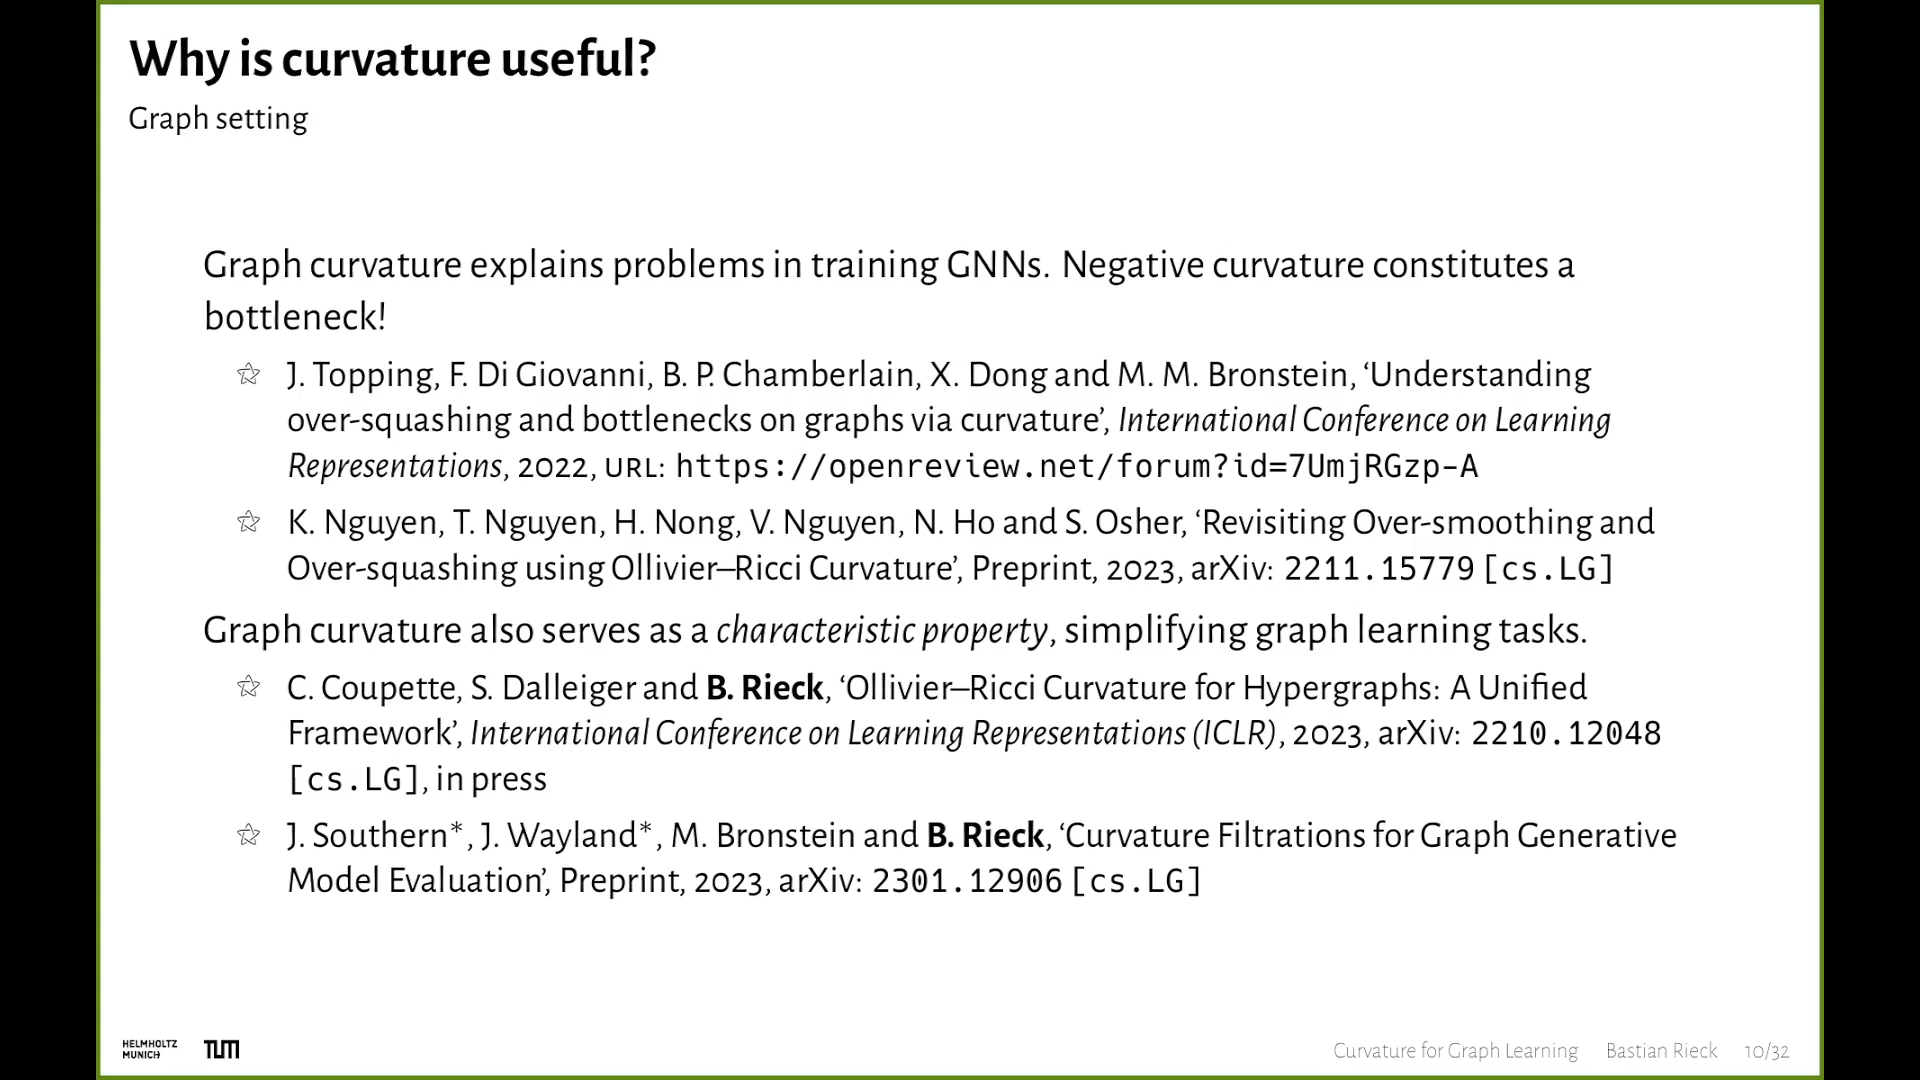 Why is curvature useful?
Graph setting
Graph curvature explains problems in training GNNs. Negative curvature constitutes a
bottleneck!
☆ J. Topping, F. Di Giovanni, B. P. Chamberlain, X. Dong and M. M. Bronstein, ‘Understanding
over-squashing and bottlenecks on graphs via curvature’, International Conference on Learning
Representations, 2022, URL: https://openreview.net/forum?id=7UmjRGzp-A
☆ K. Nguyen, T. Nguyen, H. Nong, V. Nguyen, N. Ho and S. Osher, ‘Revisiting Over-smoothing and
Over-squashing using Ollivier–Ricci Curvature’, Preprint, 2023, arXiv: 2211.15779 [cs.LG]
Graph curvature also serves as a characteristic property, simplifying graph learning tasks.
☆ C. Coupette, S. Dalleiger and B. Rieck, ‘Ollivier–Ricci Curvature for Hypergraphs: A Unified
Framework’, International Conference on Learning Representations (ICLR), 2023, arXiv: 2210.12048
[cs.LG], in press
☆ J. Southern*, J. Wayland*, M. Bronstein and B. Rieck, ‘Curvature Filtrations for Graph Generative
Model Evaluation’, Preprint, 2023, arXiv: 2301.12906 [cs.LG]
HELMHOLTZ
MUNICH
TUM
Curvature for Graph Learning Bastian Rieck 10/32